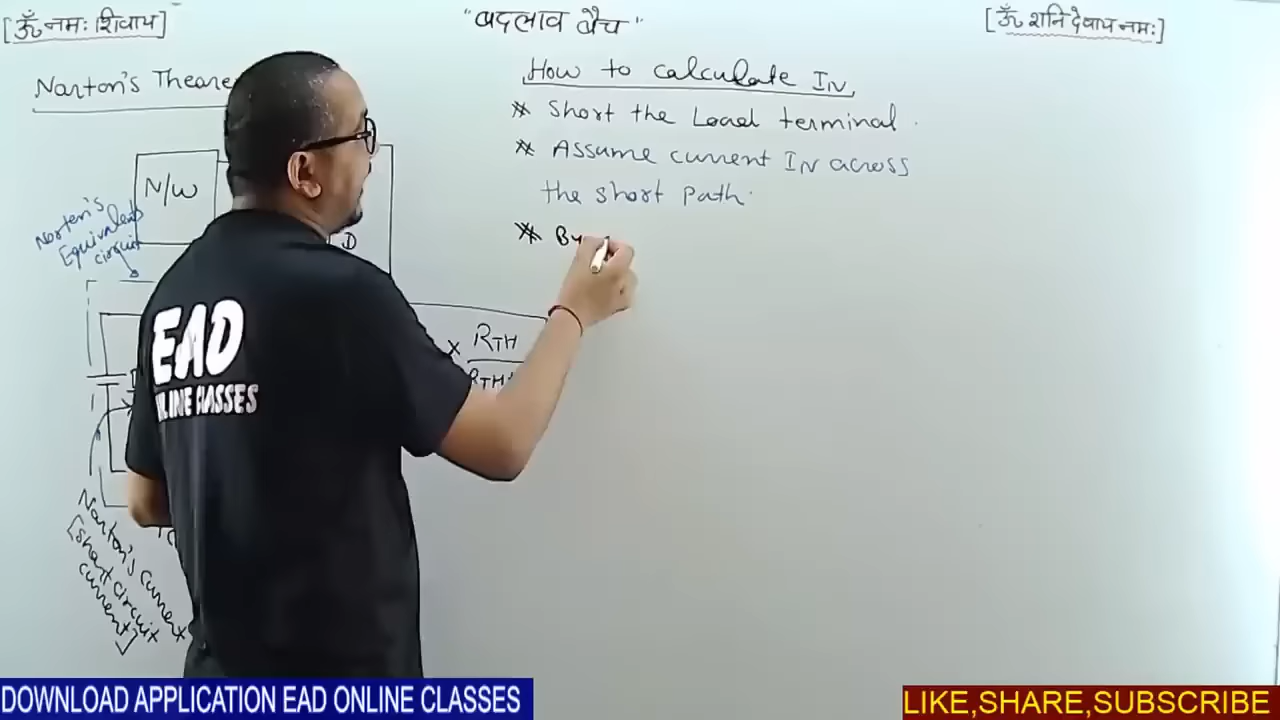 [ॐ नमः शिवाय]
"बदलाव बैच"
[ॐ शनि देवाय नमः]
Norton's Theore
How to calculate IN
* Short the Load terminal.
* Assume current IN across
the short path.
* By
N/W
D
Norton's
Equivalent
circuit
× RTH
RTH
Norton's current
[short circuit
current]
EAD
ONLINE CLASSES
DOWNLOAD APPLICATION EAD ONLINE CLASSES
LIKE,SHARE,SUBSCRIBE